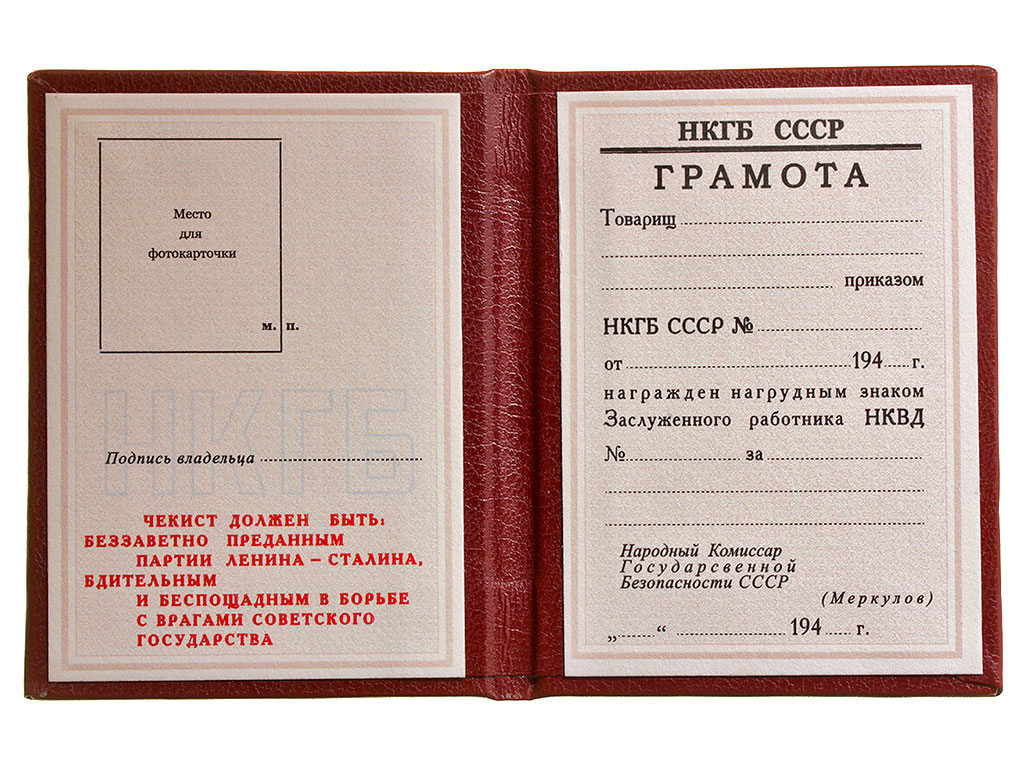 Место
для
фотокарточки
м. п.
НКГБ
Подпись владельца
ЧЕКИСТ ДОЛЖЕН БЫТЬ:
БЕЗЗАВЕТНО ПРЕДАННЫМ
ПАРТИИ ЛЕНИНА – СТАЛИНА,
БДИТЕЛЬНЫМ
И БЕСПОЩАДНЫМ В БОРЬБЕ
С ВРАГАМИ СОВЕТСКОГО
ГОСУДАРСТВА
НКГБ СССР
ГРАМОТА
Товарищ
приказом
НКГБ СССР №
от 194 г.
награжден нагрудным знаком
Заслуженного работника НКВД
№ за
Народный Комиссар
Государсвенной
Безопасности СССР
(Меркулов)
„ “ 194 г.